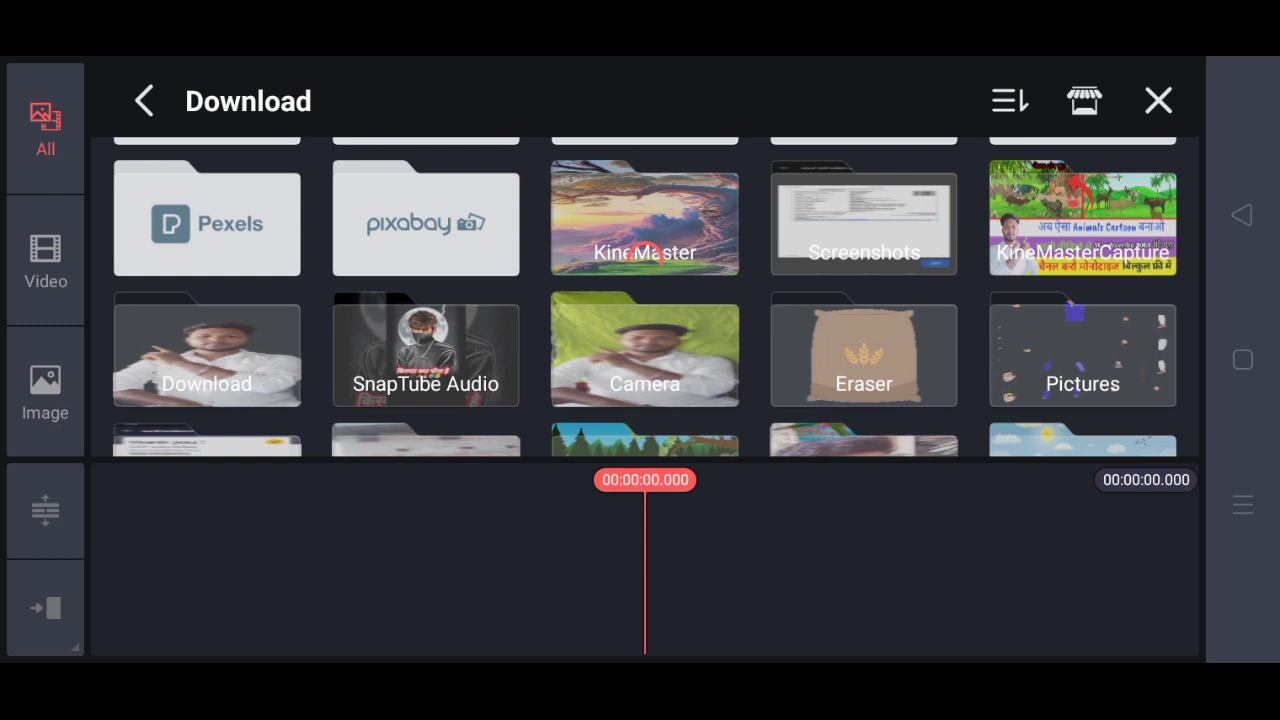 Download
All
Pexels
pixabay
KineMaster
Screenshots
अब ऐसा Animals Cartoon बनाओ
KineMasterCapture
चैनल करो मोनेटाइज बिल्कुल फ्री में
Video
Download
SnapTube Audio
Camera
Eraser
Pictures
Image
00:00:00.000
00:00:00.000